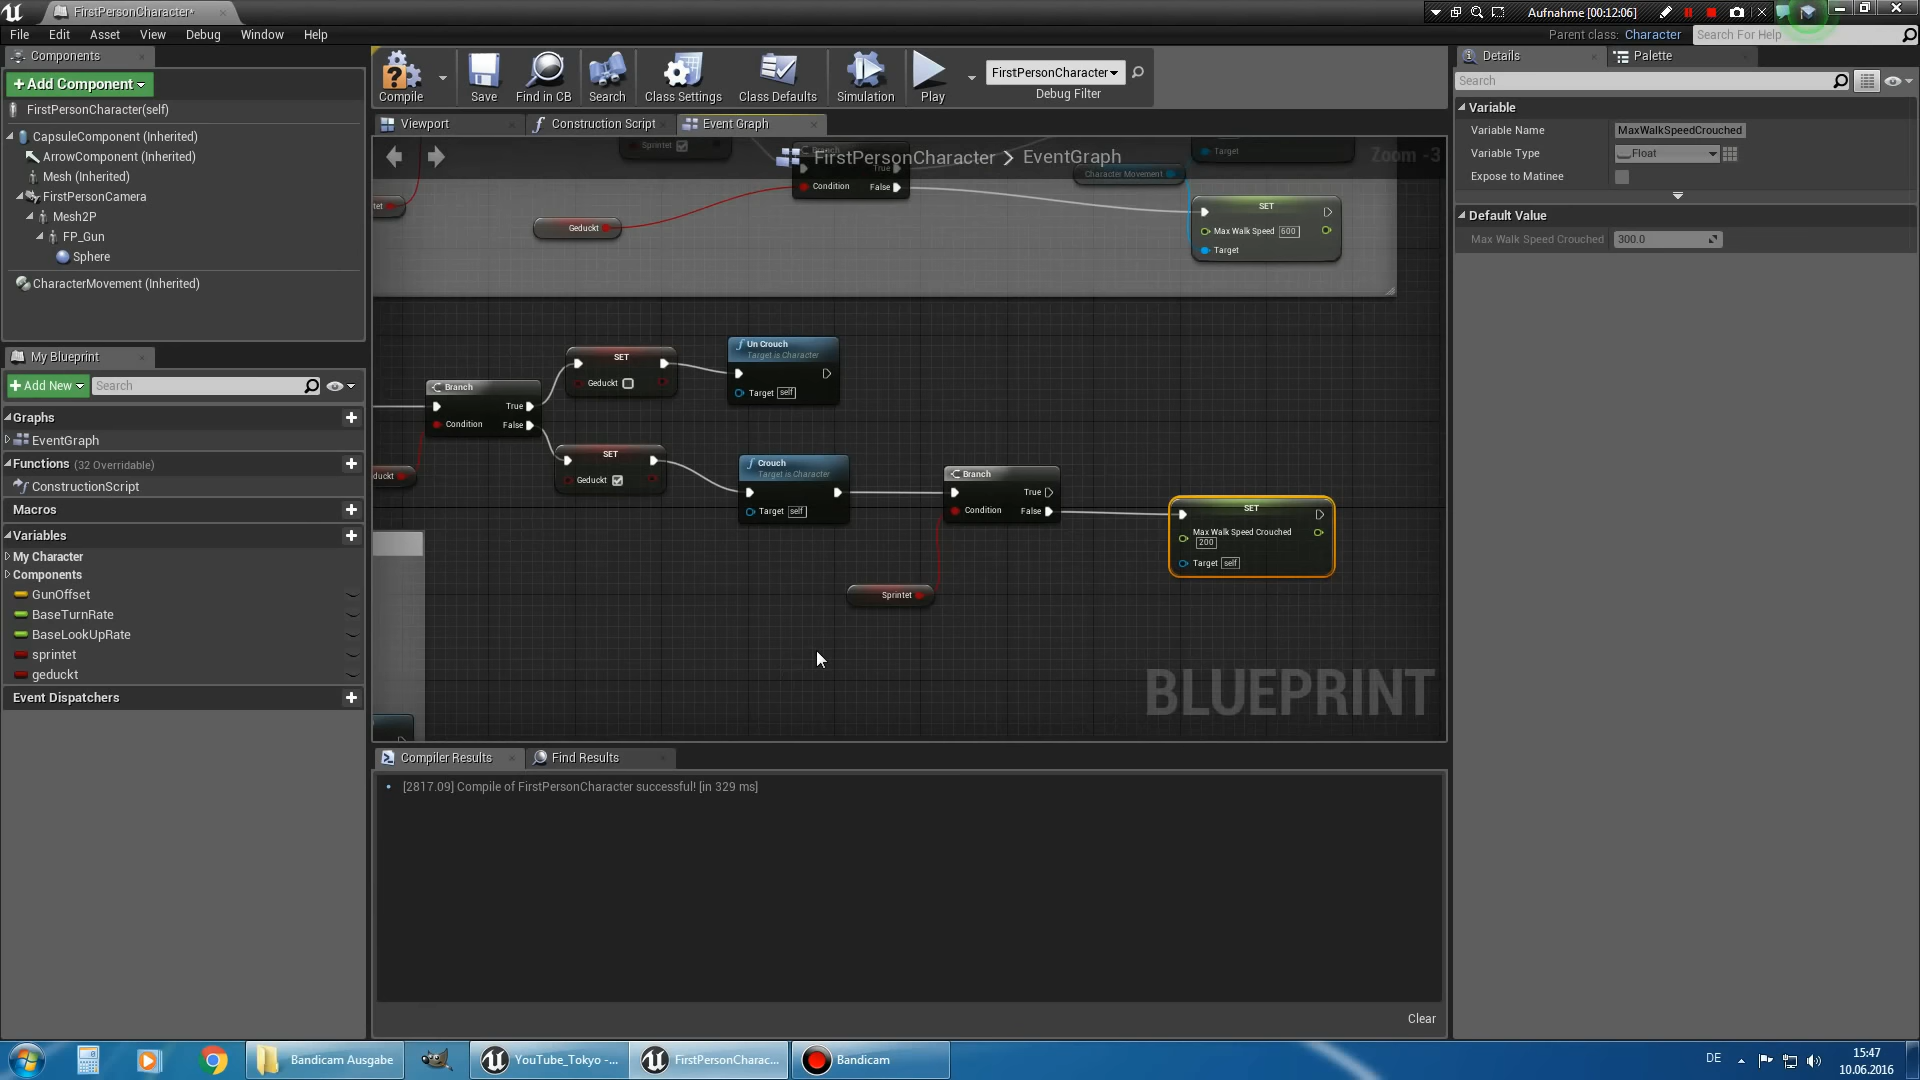 FirstPersonCharacter*
Aufnahme [00:12:06]
File Edit Asset View Debug Window Help
Parent class: Character
Search For Help
Components
+Add Component
FirstPersonCharacter(self)
CapsuleComponent (Inherited)
ArrowComponent (Inherited)
Mesh (Inherited)
FirstPersonCamera
Mesh2P
FP_Gun
Sphere
CharacterMovement (Inherited)
My Blueprint
+Add New
Search
Graphs
EventGraph
Functions (32 Overridable)
ConstructionScript
Macros
Variables
My Character
Components
GunOffset
BaseTurnRate
BaseLookUpRate
sprintet
geduckt
Event Dispatchers
Compile
Save
Find in CB
Search
Class Settings
Class Defaults
Simulation
Play
FirstPersonCharacter
Debug Filter
Viewport
Construction Script
Event Graph
FirstPersonCharacter > EventGraph
Zoom -3
Sprintet
Branch
True
Condition False
Character Movement
Target
tet
Geduckt
SET
Max Walk Speed 600
Target
SET
Geduckt
Un Crouch
Target is Character
Target self
Branch
True
Condition False
duckt
SET
Geduckt
Crouch
Target is Character
Target self
Branch
True
Condition False
SET
Max Walk Speed Crouched
200
Target self
Sprintet
BLUEPRINT
Compiler Results
Find Results
[2817.09] Compile of FirstPersonCharacter successful! [in 329 ms]
Clear
Details
Palette
Search
Variable
Variable Name MaxWalkSpeedCrouched
Variable Type Float
Expose to Matinee
Default Value
Max Walk Speed Crouched 300.0
Bandicam Ausgabe
YouTube_Tokyo -...
FirstPersonCharac...
Bandicam
DE
15:47
10.06.2016